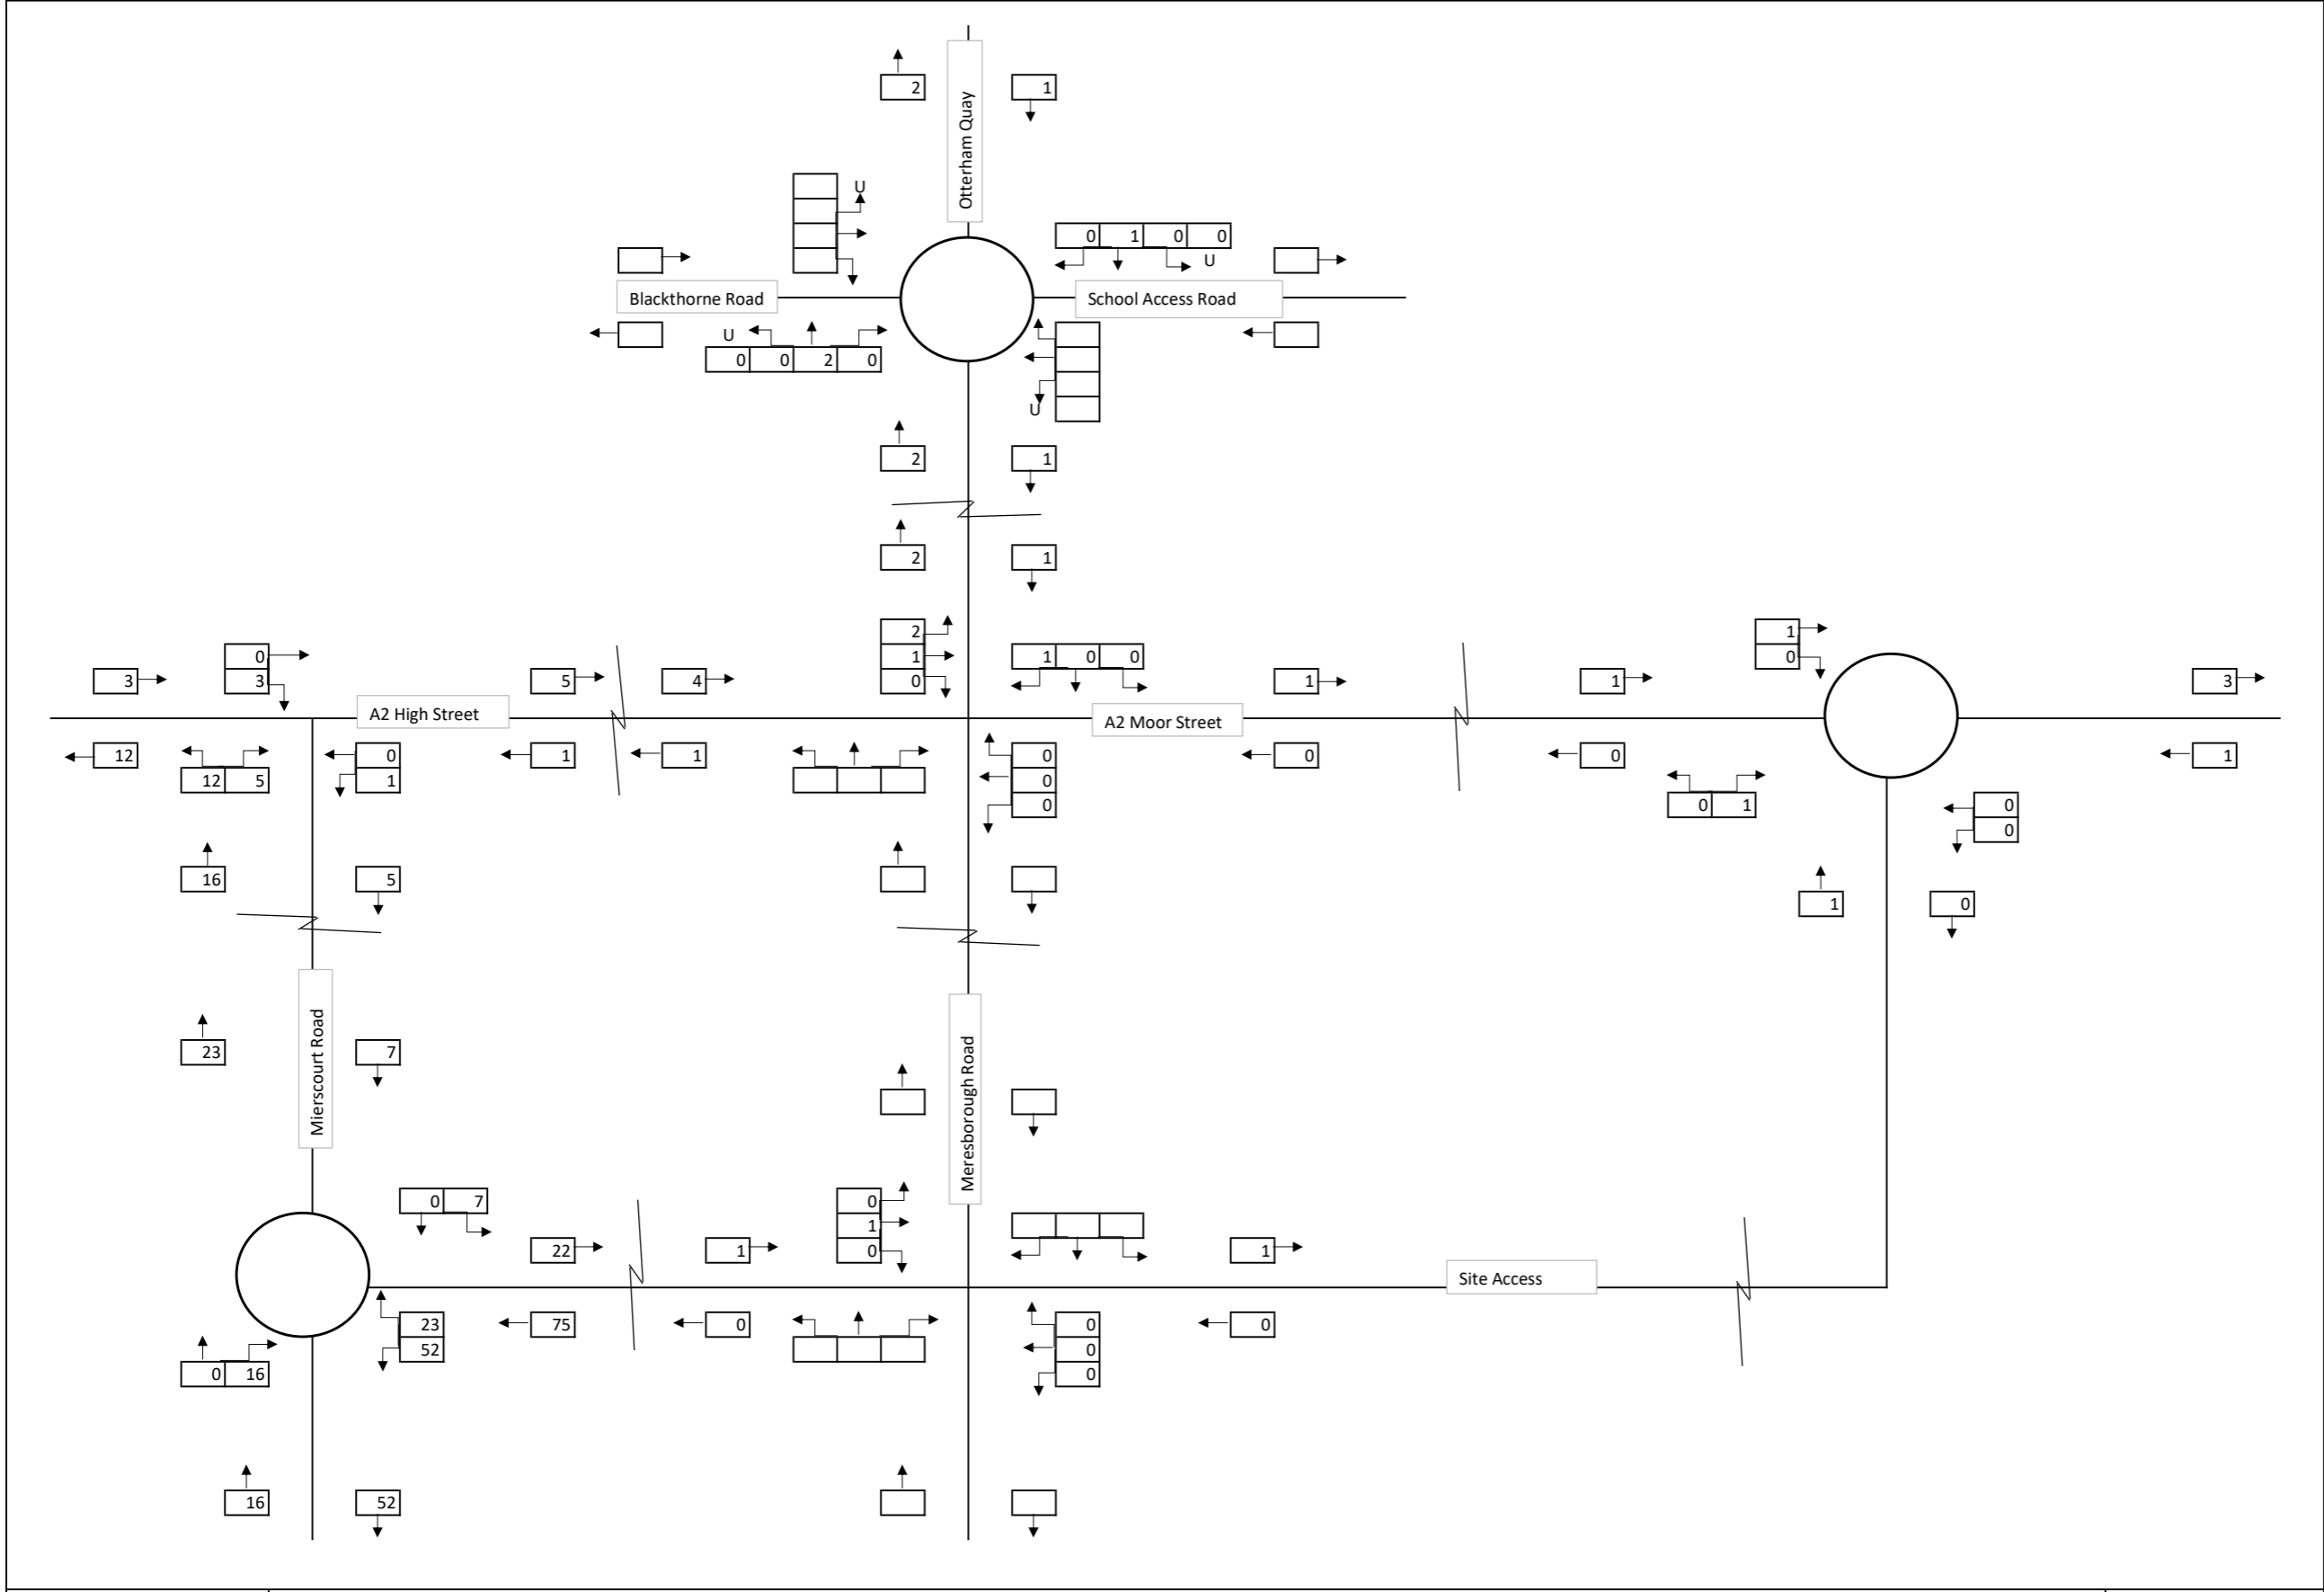 2 1
Otterham Quay
U
0 1 0 0
U
Blackthorne Road School Access Road
U
0 0 2 0
U
2 1
2 1
2
1
0
1 0 0
1
0
0
3
3 5 4 1 1 3
A2 High Street A2 Moor Street
12 1 1 0 0 1
12 5
0
1
0
0
0
0 1
0
0
16 5
1 0
Mierscourt Road
23 7
Meresborough Road
0 7
0
1
0
22 1 1
Site Access
75 0 0
23
52
0
0
0
0 16
16 52